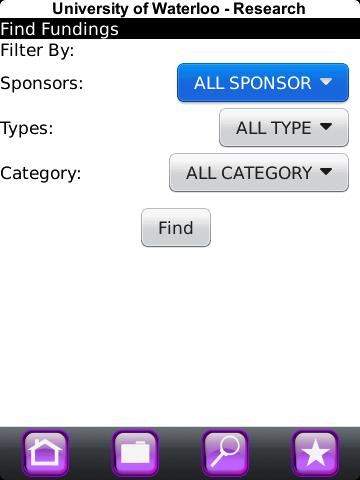 University of Waterloo - Research
Find Fundings
Filter By:
Sponsors: ALL SPONSOR
Types: ALL TYPE
Category: ALL CATEGORY
Find